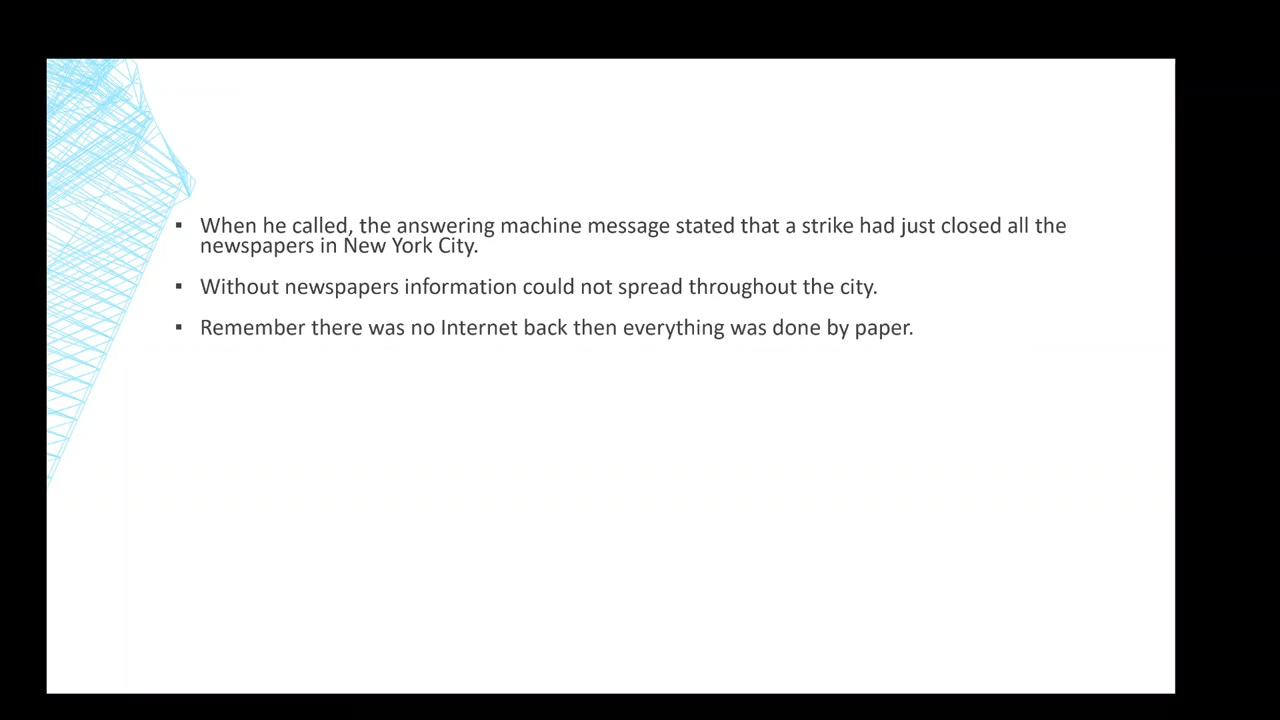 ▪ When he called, the answering machine message stated that a strike had just closed all the
newspapers in New York City.
▪ Without newspapers information could not spread throughout the city.
▪ Remember there was no Internet back then everything was done by paper.